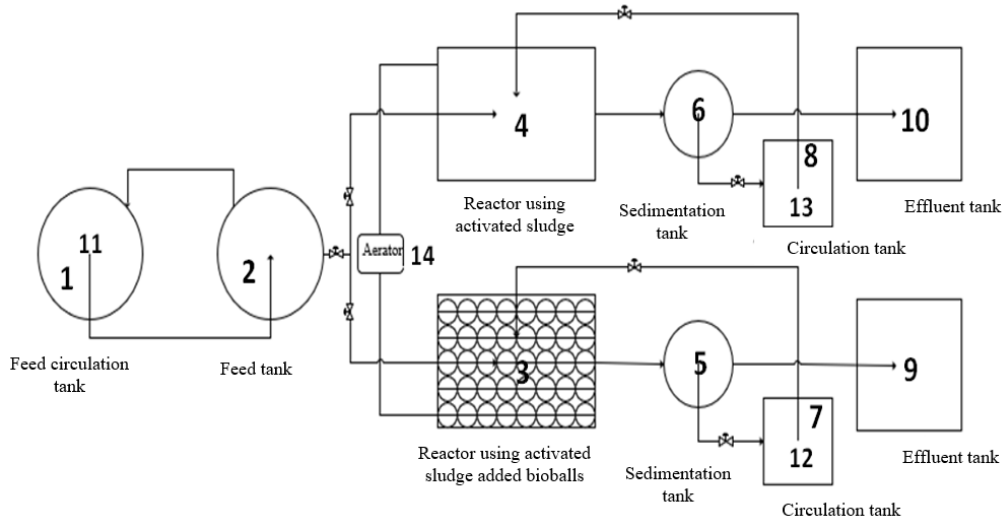 4
6
10
8
13
Reactor using
activated sludge
Sedimentation
tank
Circulation tank
Effluent tank
11
1
2
Aerator
14
Feed circulation
tank
Feed tank
3
5
9
7
12
Reactor using activated
sludge added bioballs
Sedimentation
tank
Circulation tank
Effluent tank